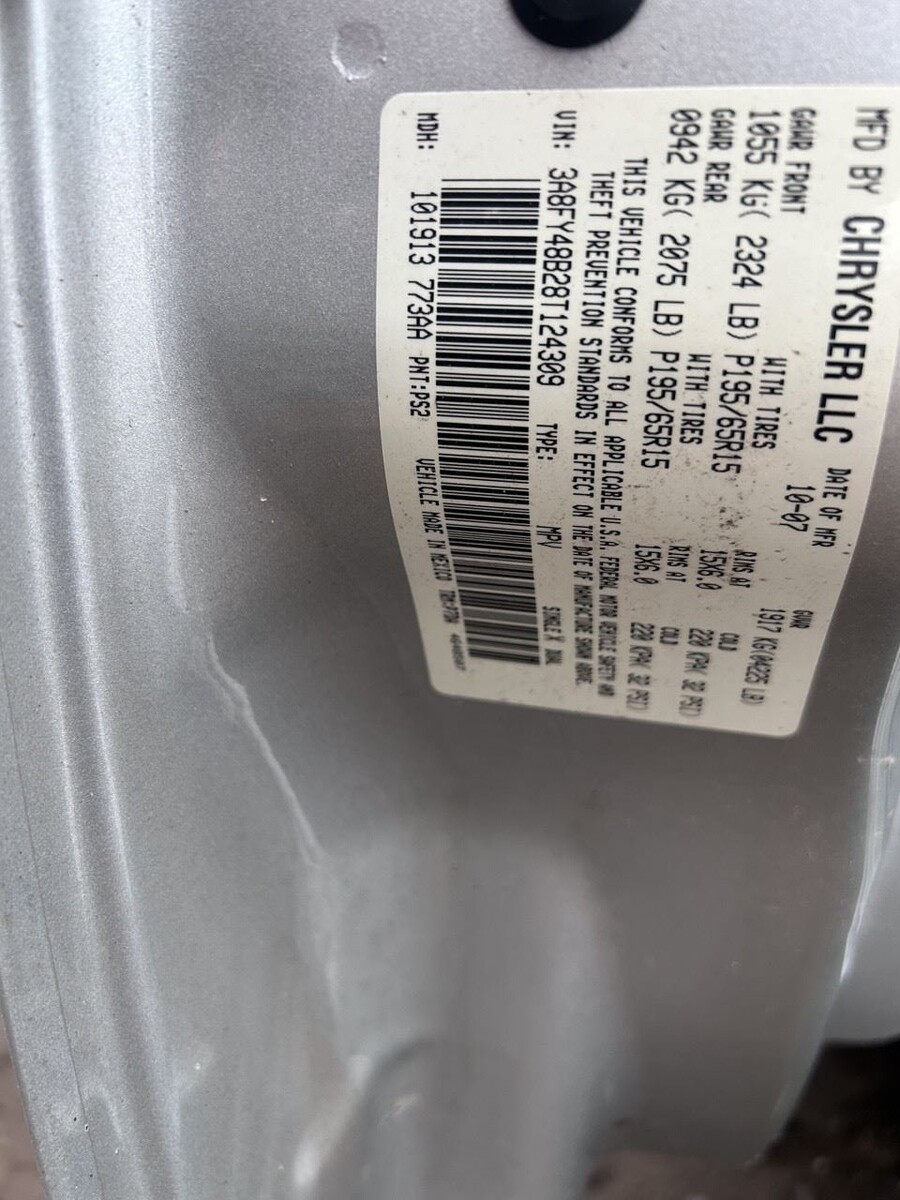 MFD BY CHRYSLER LLC DATE OF MFR 10-07 GVWR 1917 KG(04225 LB)
GAWR FRONT WITH TIRES RIMS AT COLD
1055 KG( 2324 LB) P195/65R15 15X6.0 220 KPA( 32 PSI)
GAWR REAR WITH TIRES RIMS AT COLD
0942 KG( 2075 LB) P195/65R15 15X6.0 220 KPA( 32 PSI)
THIS VEHICLE CONFORMS TO ALL APPLICABLE U.S.A. FEDERAL MOTOR VEHICLE SAFETY AND
THEFT PREVENTION STANDARDS IN EFFECT ON THE DATE OF MANUFACTURE SHOWN ABOVE.
VIN: 3A8FY48B28T124309 TYPE: MPV SINGLE X DUAL
MDH: 101913 773AA PNT:PS2 VEHICLE MADE IN MEXICO